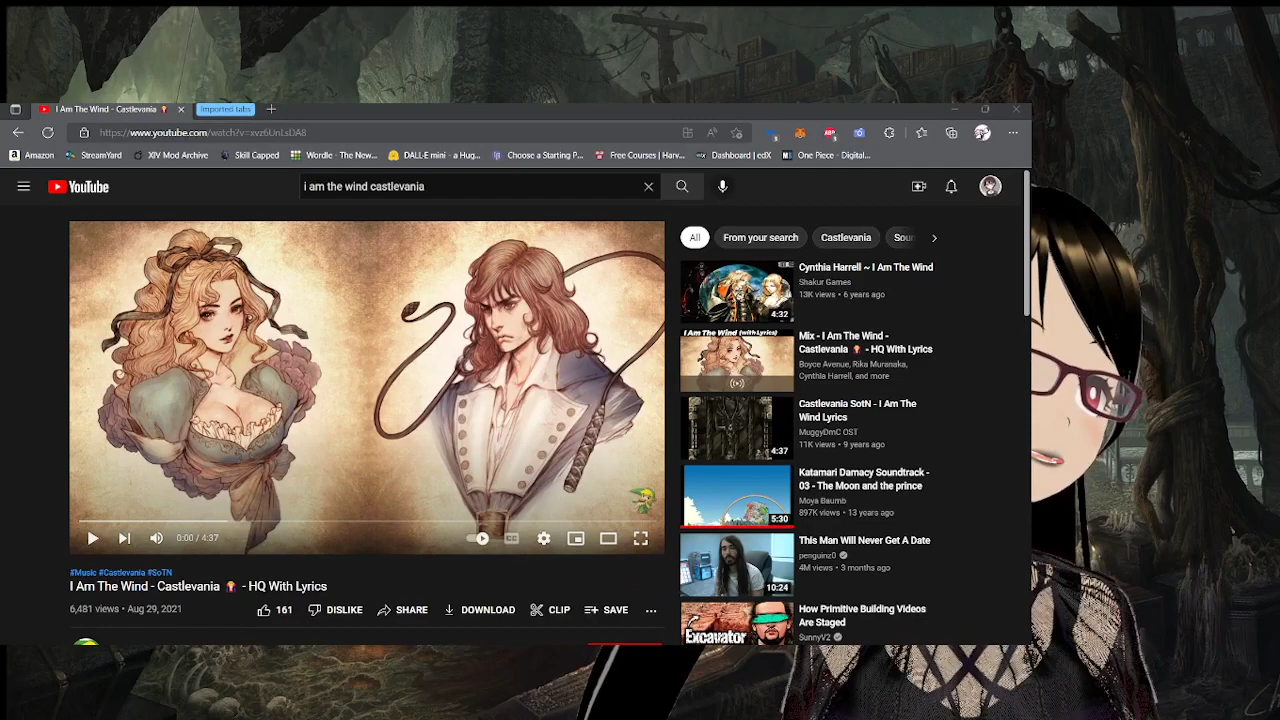 I Am The Wind - Castlevania
Imported tabs
https://www.youtube.com/watch?v=xvz6UnLsDA8
Amazon
StreamYard
XIV Mod Archive
Skill Capped
Wordle - The New...
DALL·E mini - a Hug...
Choose a Starting P...
Free Courses | Harv...
Dashboard | edX
One Piece - Digital...
YouTube
i am the wind castlevania
All
From your search
Castlevania
Sour
Cynthia Harrell ~ I Am The Wind
Shakur Games
13K views • 6 years ago
4:32
I Am The Wind (with Lyrics)
Mix - I Am The Wind -
Castlevania - HQ With Lyrics
Boyce Avenue, Rika Muranaka,
Cynthia Harrell, and more
Castlevania SotN - I Am The
Wind Lyrics
MuggyDmC OST
11K views • 9 years ago
4:37
Katamari Damacy Soundtrack -
03 - The Moon and the prince
Moya Baumb
897K views • 13 years ago
5:30
This Man Will Never Get A Date
penguinz0
4M views • 3 months ago
10:24
How Primitive Building Videos
Are Staged
SunnyV2
Excavator
0:00 / 4:37
#Music #Castlevania #SoTN
I Am The Wind - Castlevania - HQ With Lyrics
6,481 views • Aug 29, 2021
161
DISLIKE
SHARE
DOWNLOAD
CLIP
SAVE